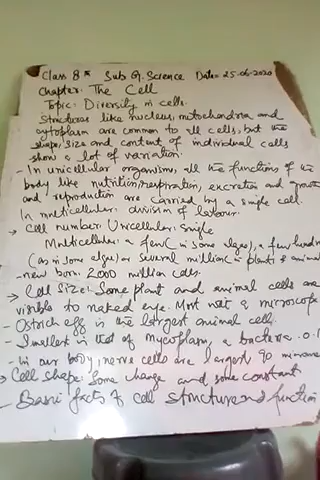 Class 8th Sub G. Science Date= 25.06.2020
Chapter: The Cell
Topic: Diversity in cells.
Structures like nucleus, mitochondria and
cytoplasm are common to all cells, but the
shape, size and content of individual cells
show a lot of variation.
- In unicellular organisms, all the functions of the
body like nutrition, respiration, excretion and growth
and reproduction are carried by a single cell.
In multicellular: division of labour.
→ Cell number: Unicellular: single
Multicellular: a few (in some algae), a few hundred
(as in some algae) or several million in plants & animals
- new born: 2000 million cells.
→ Cell Size: Some plant and animal cells are
visible to naked eye. Most need a microscope
- Ostrich egg is the largest animal cell.
- Smallest is that of Mycoplasm, a bacteria. 0.1
- In our body, nerve cells are largest, 90
→ Cell shape: Some change and some constant
- Basic facts of cell structure and function